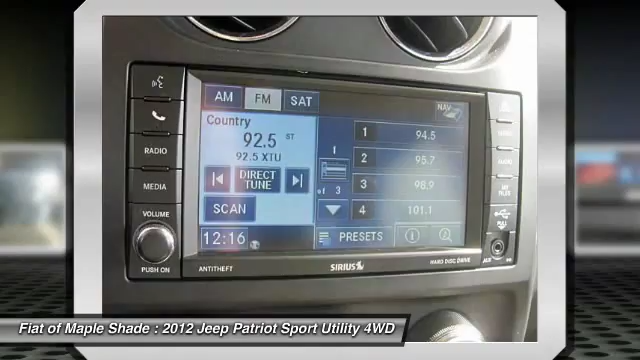 AM FM SAT
NAV
Country
92.5 ST
92.5 XTU
DIRECT
TUNE
SCAN
12:16
1
of 3
1 94.5
2 95.7
3 98.9
4 101.1
PRESETS
RADIO
MEDIA
VOLUME
PUSH ON
ANTITHEFT
SIRIUS
HARD DISC DRIVE
Fiat of Maple Shade : 2012 Jeep Patriot Sport Utility 4WD